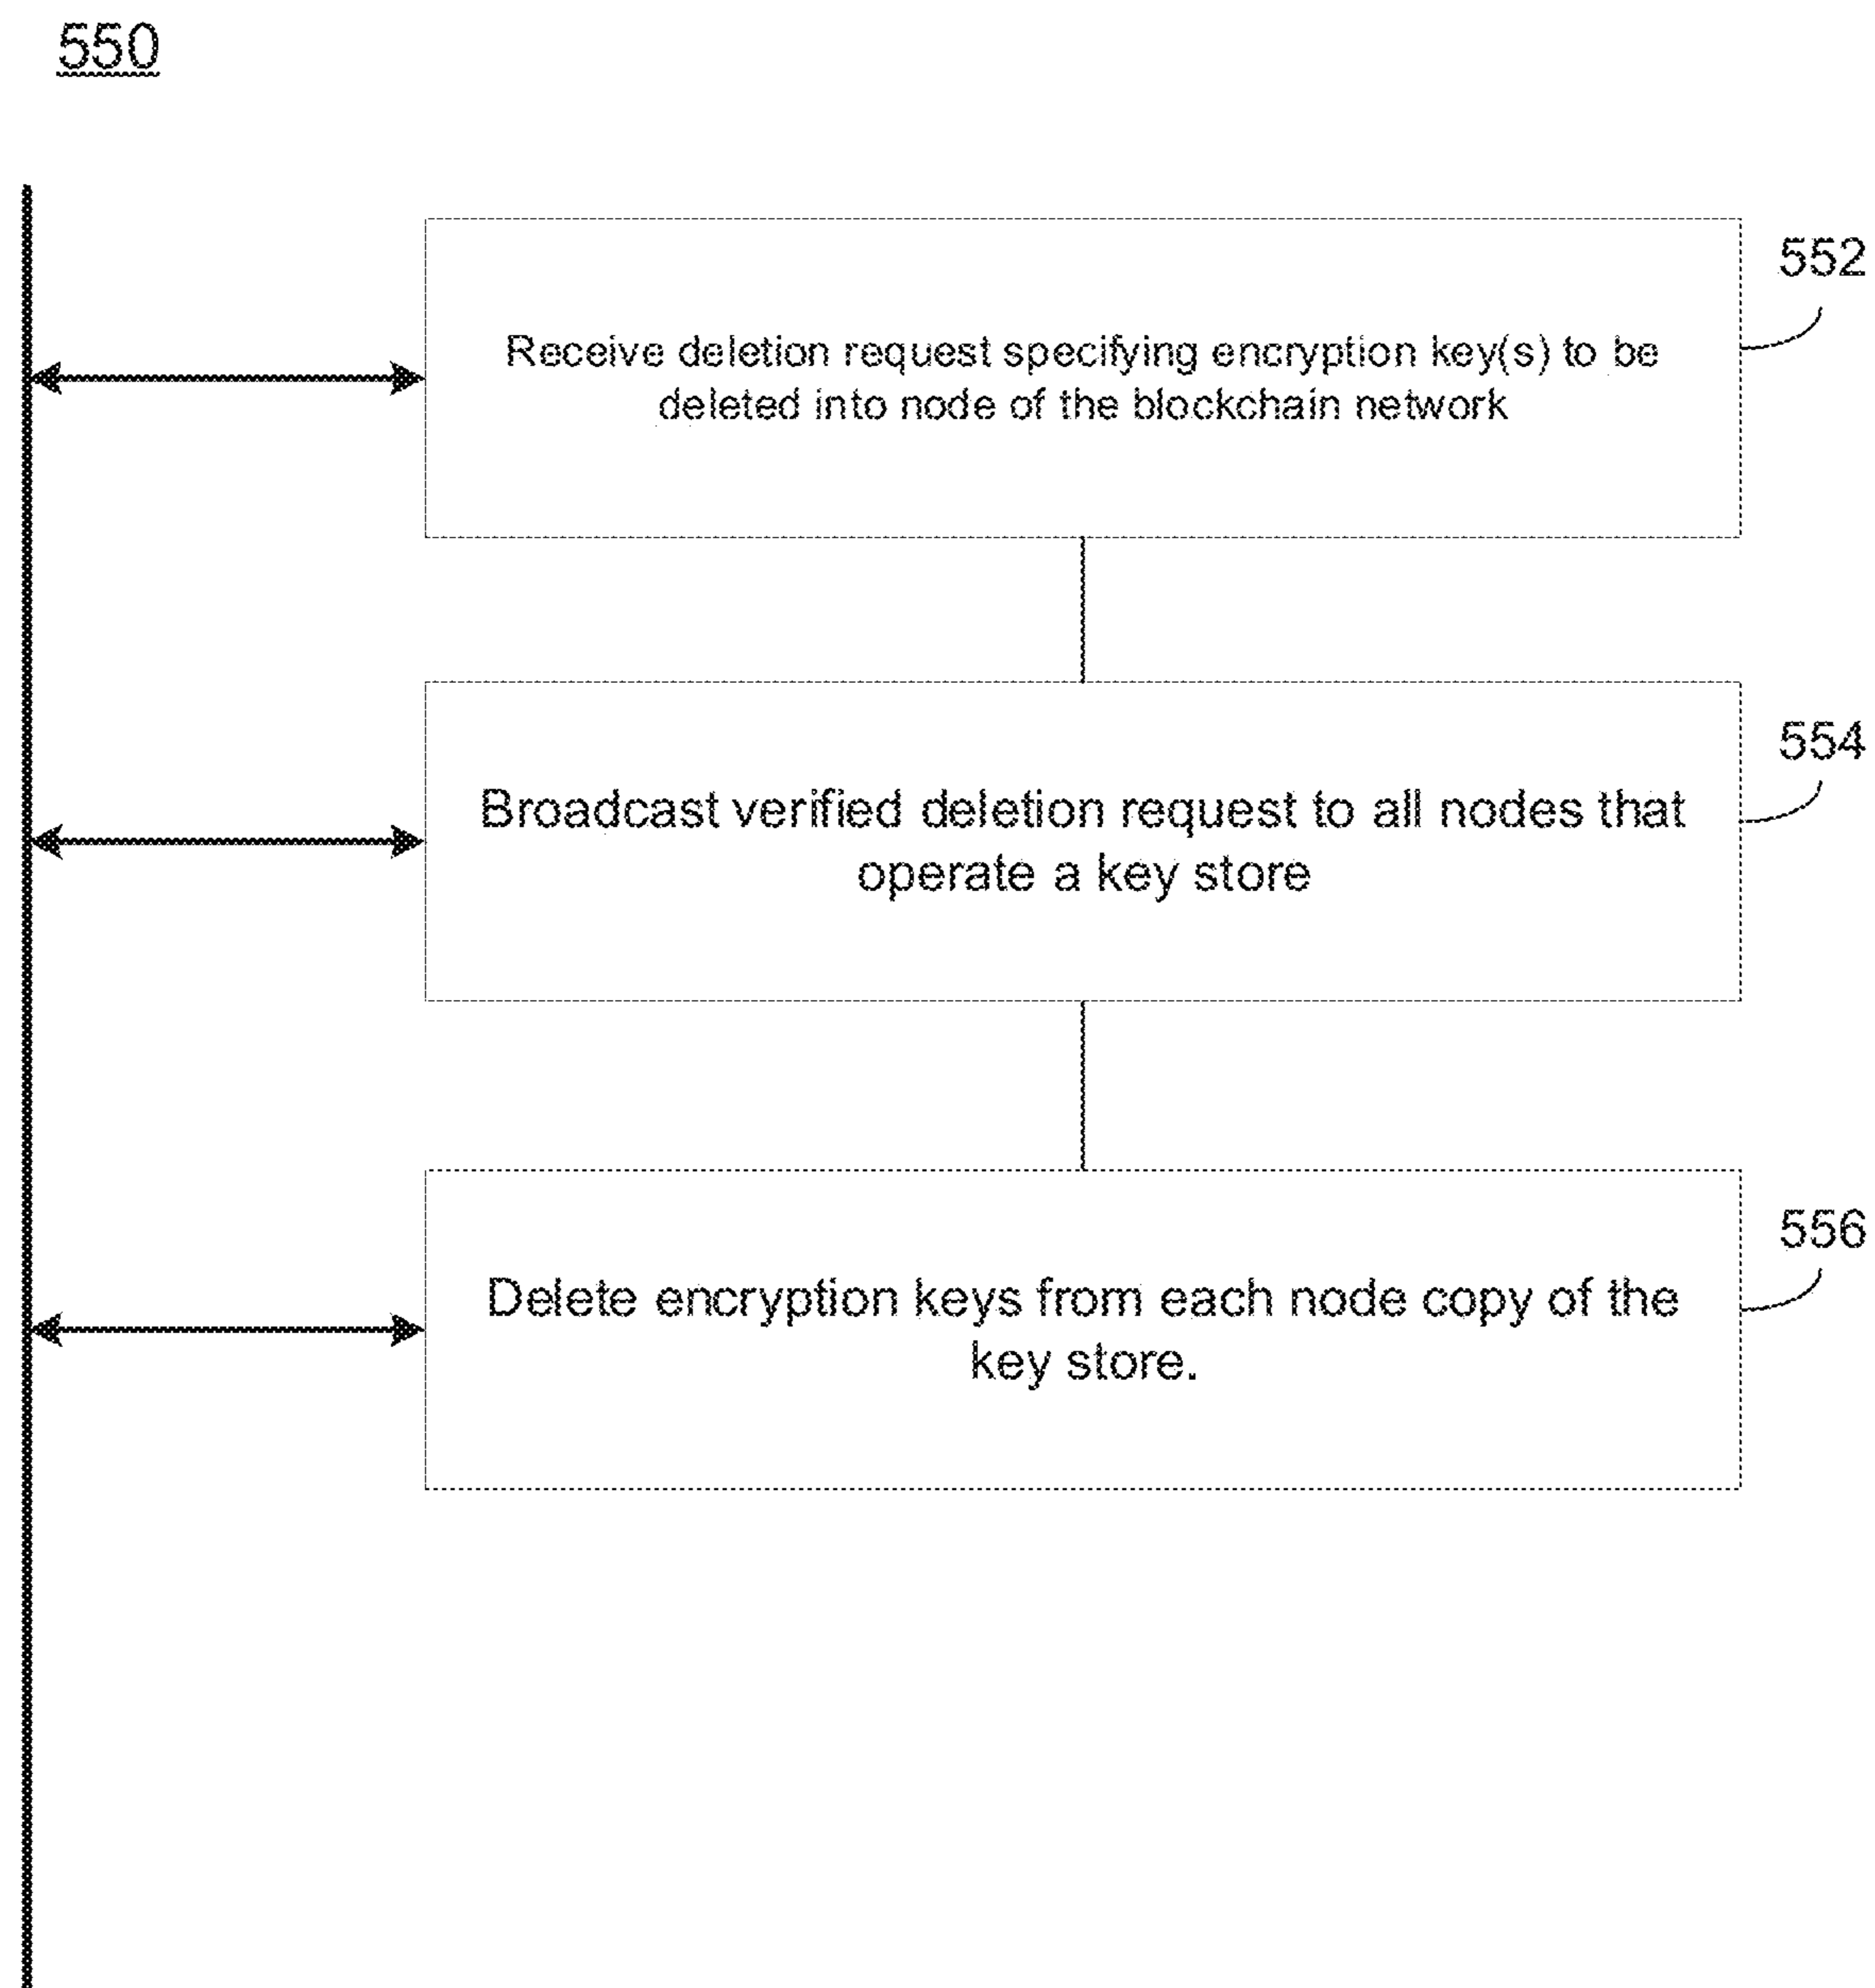 550
552
Receive deletion request specifying encryption key(s) to be
deleted into node of the blockchain network
554
Broadcast verified deletion request to all nodes that
operate a key store
556
Delete encryption keys from each node copy of the
key store.